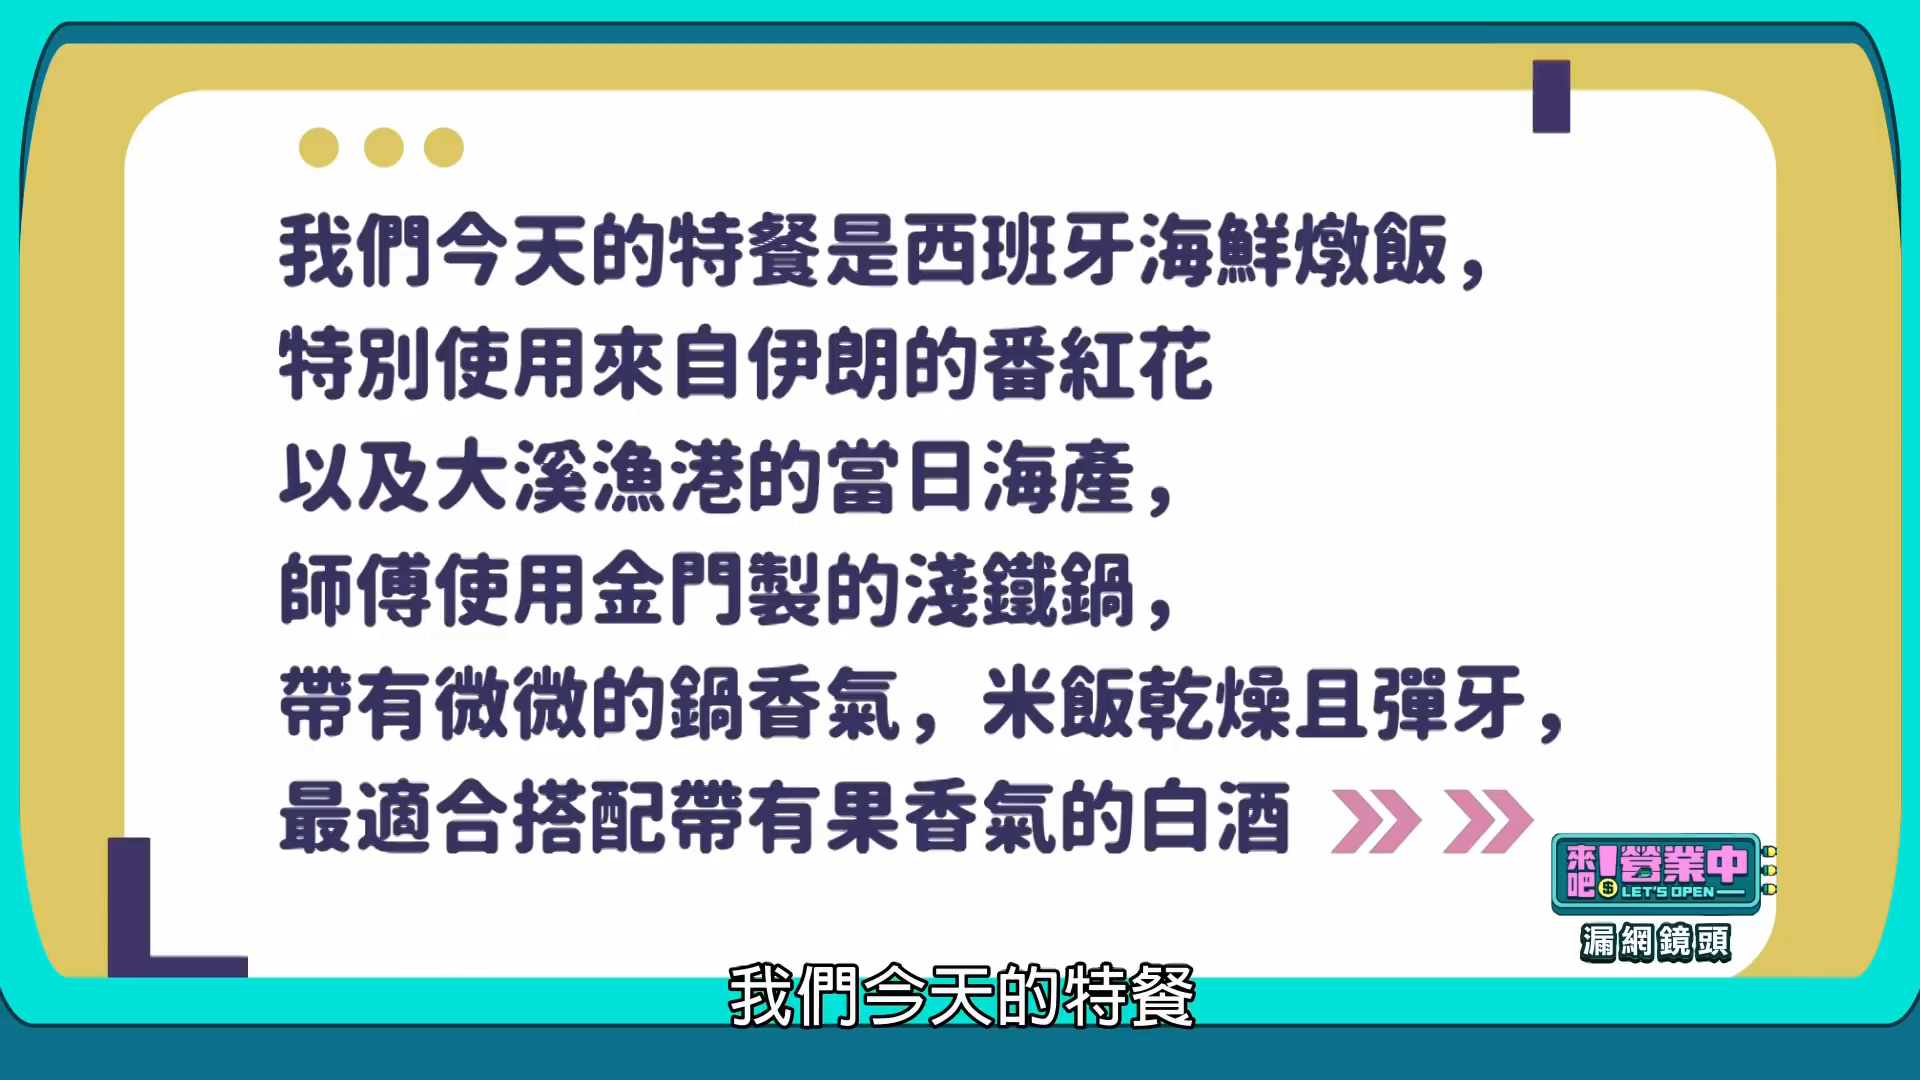 我們今天的特餐是西班牙海鮮燉飯，
特別使用來自伊朗的番紅花
以及大溪漁港的當日海產，
師傅使用金門製的淺鐵鍋，
帶有微微的鍋香氣，米飯乾燥且彈牙，
最適合搭配帶有果香氣的白酒
來吧!營業中
LET'S OPEN
漏網鏡頭
我們今天的特餐